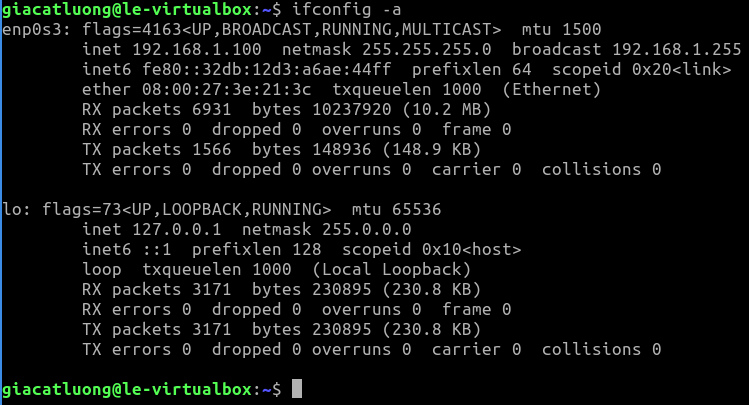 giacatluong@le-virtualbox:~$ ifconfig -a
enp0s3: flags=4163<UP,BROADCAST,RUNNING,MULTICAST>  mtu 1500
        inet 192.168.1.100  netmask 255.255.255.0  broadcast 192.168.1.255
        inet6 fe80::32db:12d3:a6ae:44ff  prefixlen 64  scopeid 0x20<link>
        ether 08:00:27:3e:21:3c  txqueuelen 1000  (Ethernet)
        RX packets 6931  bytes 10237920 (10.2 MB)
        RX errors 0  dropped 0  overruns 0  frame 0
        TX packets 1566  bytes 148936 (148.9 KB)
        TX errors 0  dropped 0 overruns 0  carrier 0  collisions 0

lo: flags=73<UP,LOOPBACK,RUNNING>  mtu 65536
        inet 127.0.0.1  netmask 255.0.0.0
        inet6 ::1  prefixlen 128  scopeid 0x10<host>
        loop  txqueuelen 1000  (Local Loopback)
        RX packets 3171  bytes 230895 (230.8 KB)
        RX errors 0  dropped 0  overruns 0  frame 0
        TX packets 3171  bytes 230895 (230.8 KB)
        TX errors 0  dropped 0 overruns 0  carrier 0  collisions 0

giacatluong@le-virtualbox:~$